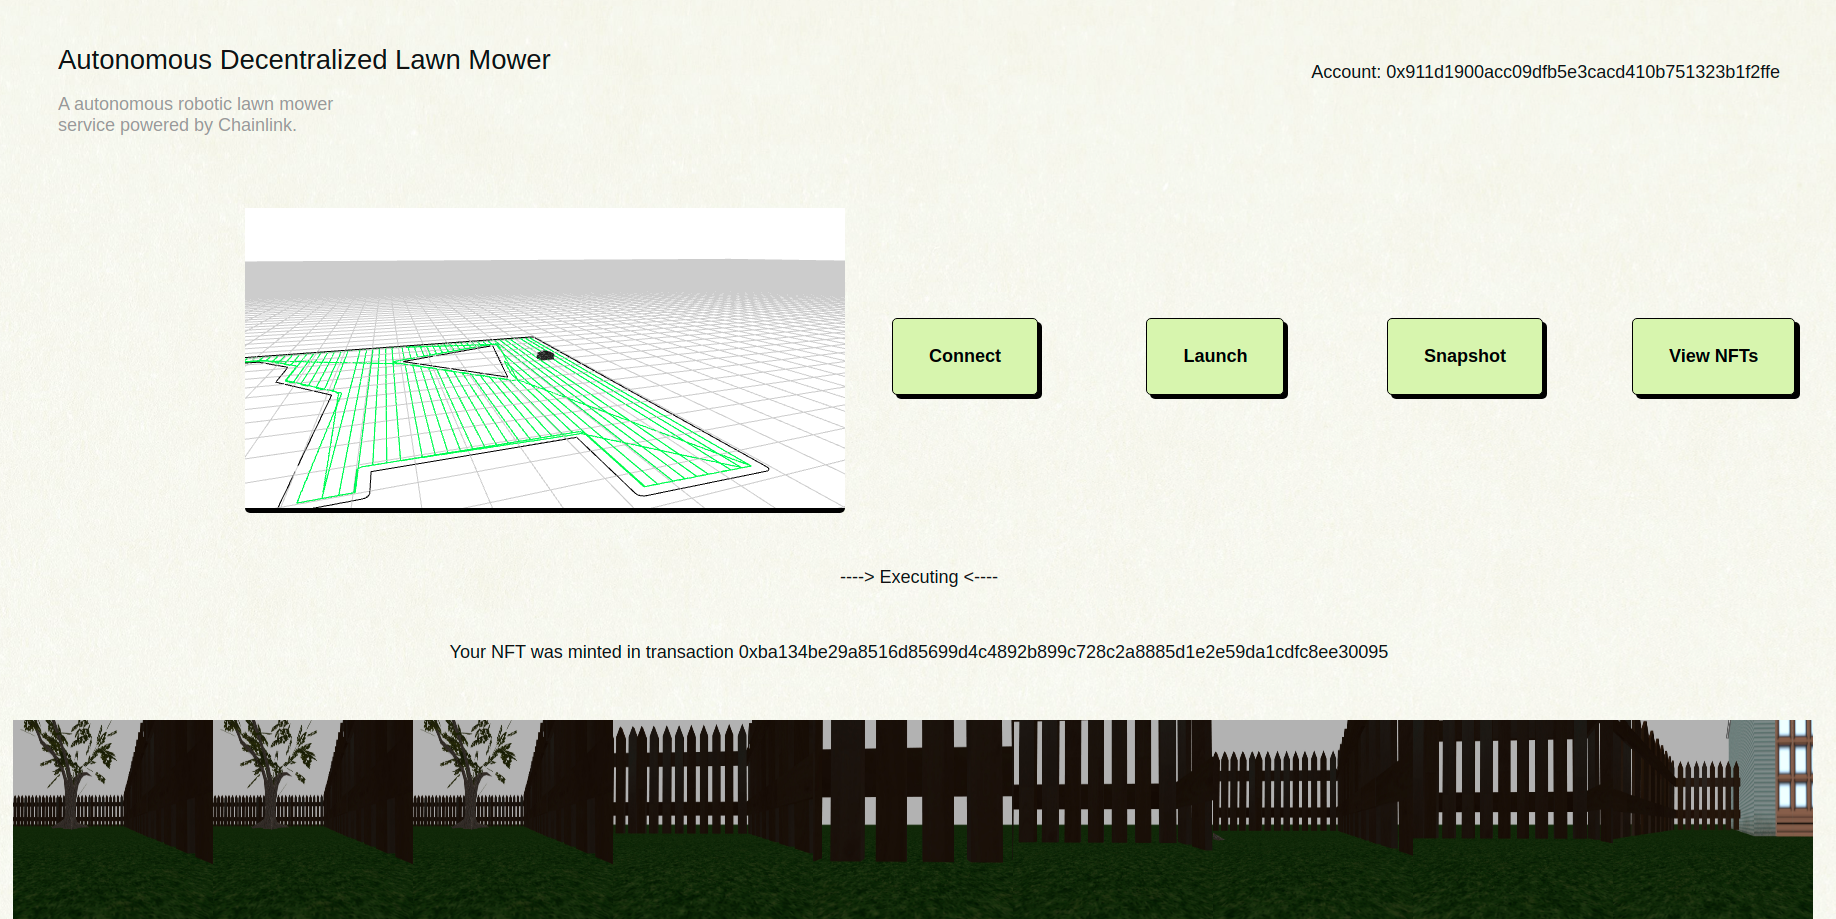 Autonomous Decentralized Lawn Mower
Account: 0x911d1900acc09dfb5e3cacd410b751323b1f2ffe
A autonomous robotic lawn mower
service powered by Chainlink.
Connect
Launch
Snapshot
View NFTs
----> Executing <----
Your NFT was minted in transaction 0xba134be29a8516d85699d4c4892b899c728c2a8885d1e2e59da1cdfc8ee30095